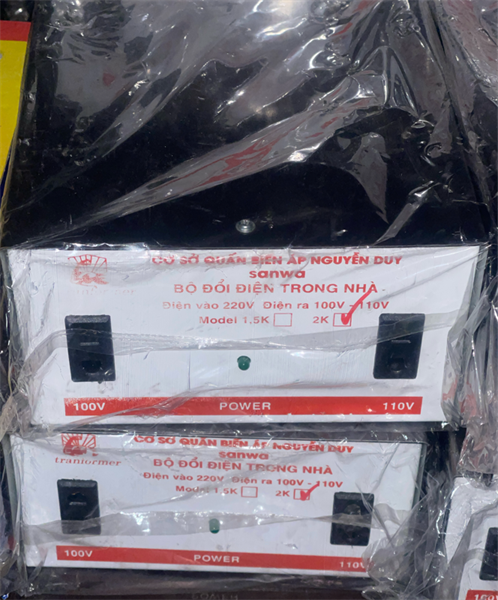 CƠ SỞ QUẤN BIẾN ÁP NGUYỄN DUY
sanwa
BỘ ĐỔI ĐIỆN TRONG NHÀ
Điện vào 220V Điện ra 100V - 110V
Model 1.5K 2K
100V POWER 110V
CƠ SỞ QUẤN BIẾN ÁP NGUYỄN DUY
tranformer
sanwa
BỘ ĐỔI ĐIỆN TRONG NHÀ
Điện vào 220V Điện ra 100V - 110V
Model 1.5K 2K
100V POWER 110V